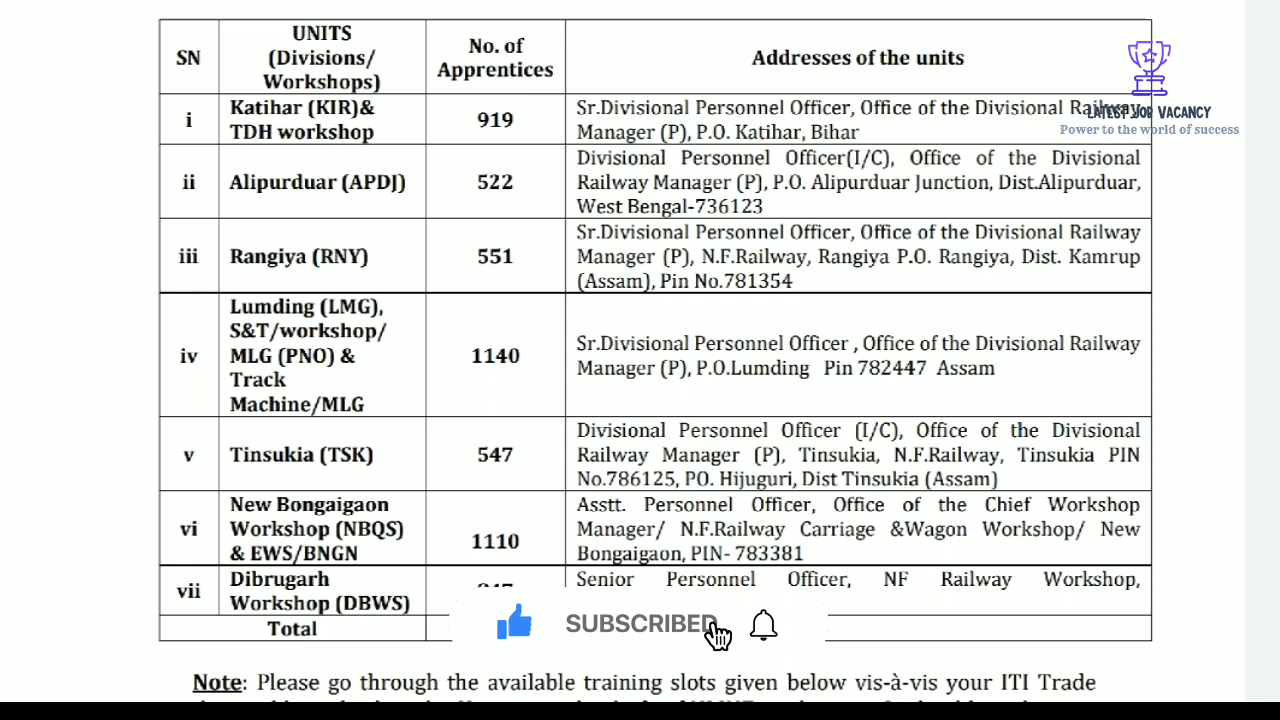 SN
UNITS
(Divisions/
Workshops)
No. of
Apprentices
Addresses of the units
i
Katihar (KIR)&
TDH workshop
919
Sr.Divisional Personnel Officer, Office of the Divisional Railway
Manager (P), P.O. Katihar, Bihar
ii
Alipurduar (APDJ)
522
Divisional Personnel Officer(I/C), Office of the Divisional
Railway Manager (P), P.O. Alipurduar Junction, Dist.Alipurduar,
West Bengal-736123
iii
Rangiya (RNY)
551
Sr.Divisional Personnel Officer, Office of the Divisional Railway
Manager (P), N.F.Railway, Rangiya P.O. Rangiya, Dist. Kamrup
(Assam), Pin No.781354
iv
Lumding (LMG),
S&T/workshop/
MLG (PNO) &
Track
Machine/MLG
1140
Sr.Divisional Personnel Officer , Office of the Divisional Railway
Manager (P), P.O.Lumding Pin 782447 Assam
v
Tinsukia (TSK)
547
Divisional Personnel Officer (I/C), Office of the Divisional
Railway Manager (P), Tinsukia, N.F.Railway, Tinsukia PIN
No.786125, PO. Hijuguri, Dist Tinsukia (Assam)
vi
New Bongaigaon
Workshop (NBQS)
& EWS/BNGN
1110
Asstt. Personnel Officer, Office of the Chief Workshop
Manager/ N.F.Railway Carriage &Wagon Workshop/ New
Bongaigaon, PIN- 783381
vii
Dibrugarh
Workshop (DBWS)
Senior Personnel Officer, NF Railway Workshop,
Total
LATEST JOB VACANCY
Power to the world of success
SUBSCRIBED
Note: Please go through the available training slots given below vis-à-vis your ITI Trade